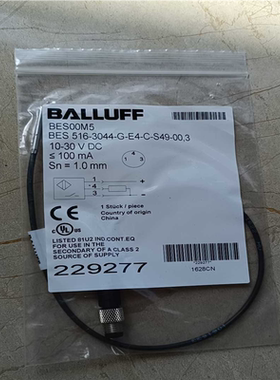 BALLUFF
BES00M5
BES 516-3044-G-E4-C-S49-00,3
10-30 V DC
≤ 100 mA
Sn = 1.0 mm
1 Stück / piece
Country of origin
China
LISTED 81U2 IND.CONT.EQ
FOR USE IN THE
SECONDARY OF A CLASS 2
SOURCE OF SUPPLY
229277
1628CN